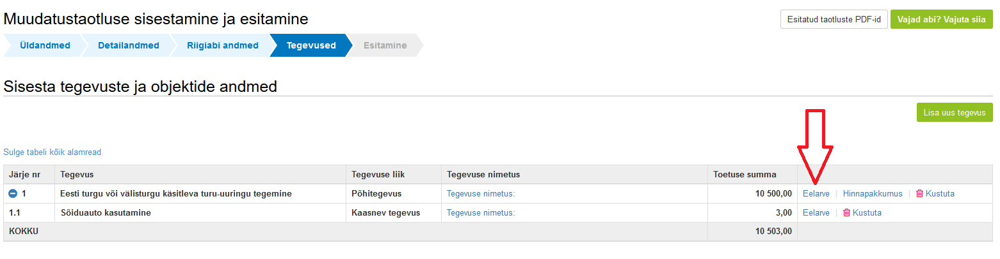 Muudatustaotluse sisestamine ja esitamine
Esitatud taotluste PDF-id Vajad abi? Vajuta siia
Üldandmed Detailandmed Riigiabi andmed Tegevused Esitamine
Sisesta tegevuste ja objektide andmed
Lisa uus tegevus
Sulge tabeli kõik alamread
Järje nr Tegevus Tegevuse liik Tegevuse nimetus Toetuse summa
1 Eesti turgu või välisturgu käsitleva turu-uuringu tegemine Põhitegevus Tegevuse nimetus: 10 500,00 Eelarve | Hinnapakkumus | Kustuta
1.1 Sõiduauto kasutamine Kaasnev tegevus Tegevuse nimetus: 3,00 Eelarve | Kustuta
KOKKU 10 503,00